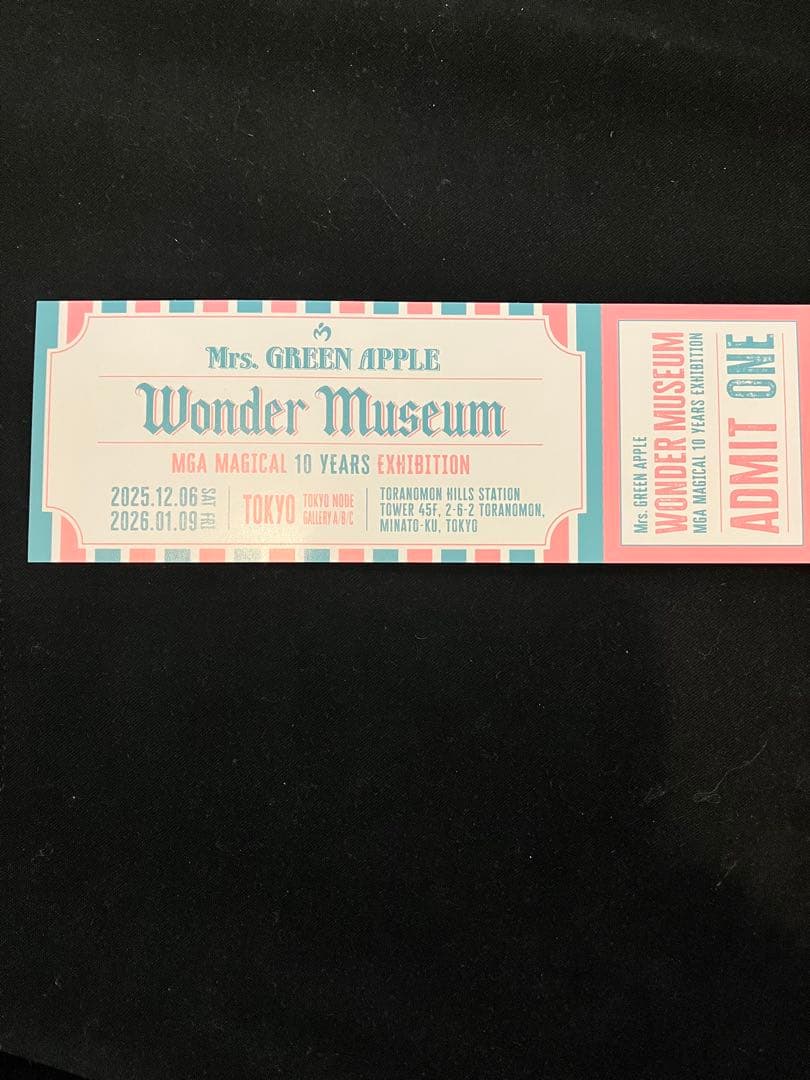 Mrs. GREEN APPLE
Wonder Museum
MGA MAGICAL 10 YEARS EXHIBITION
2025.12.06 SAT
2026.01.09 FRI
TOKYO
TOKYO NODE
GALLERY A/B/C
TORANOMON HILLS STATION
TOWER 45F, 2-6-2 TORANOMON,
MINATO-KU, TOKYO
Mrs. GREEN APPLE
WONDER MUSEUM
MGA MAGICAL 10 YEARS EXHIBITION
ADMIT ONE